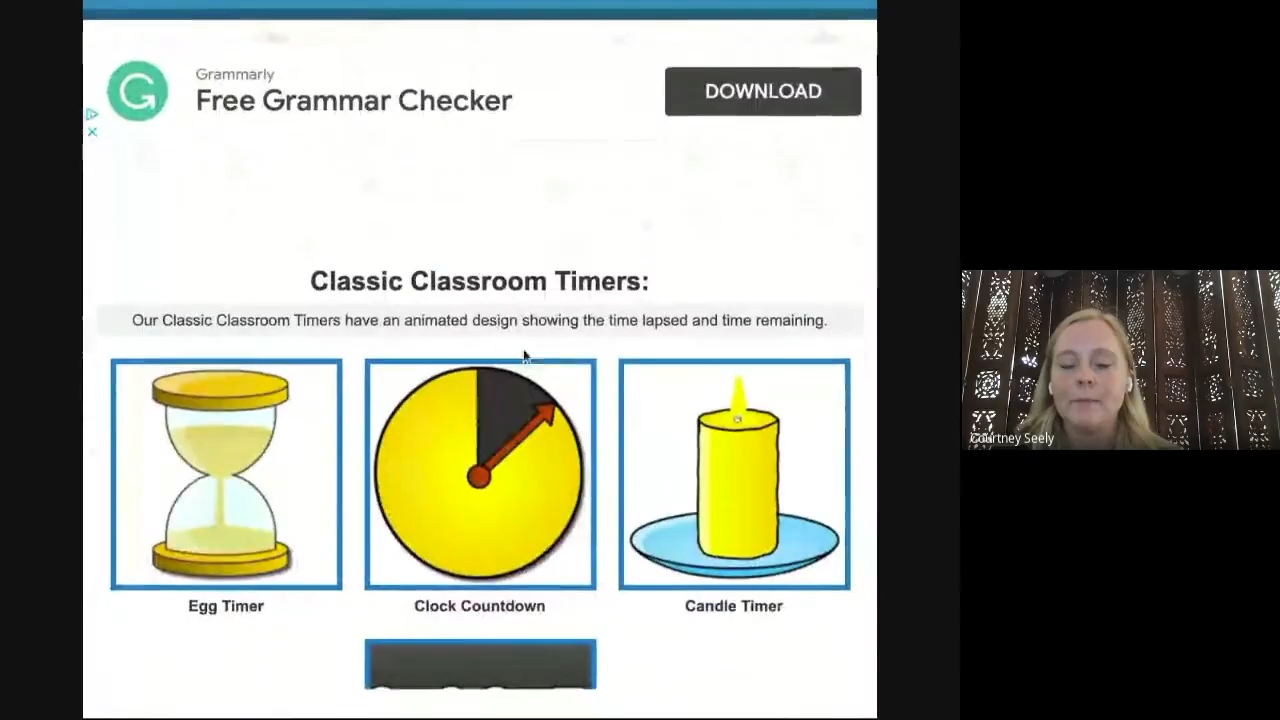 Grammarly
Free Grammar Checker
DOWNLOAD
Classic Classroom Timers:
Our Classic Classroom Timers have an animated design showing the time lapsed and time remaining.
Egg Timer
Clock Countdown
Candle Timer
Courtney Seely